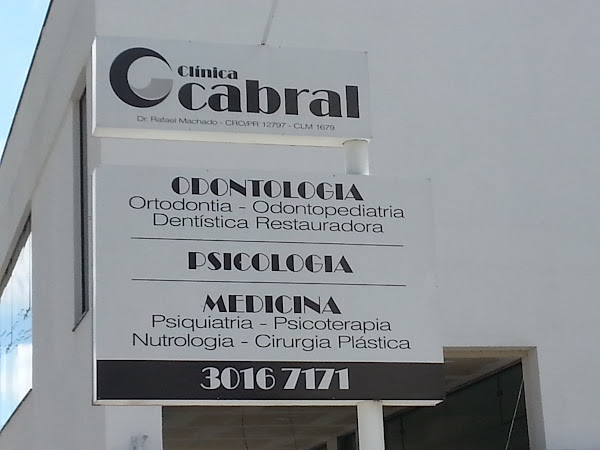 Clínica
cabral
Dr. Rafael Machado - CRO/PR 12797 - CLM 1679
ODONTOLOGIA
Ortodontia - Odontopediatria
Dentística Restauradora
PSICOLOGIA
MEDICINA
Psiquiatria - Psicoterapia
Nutrologia - Cirurgia Plástica
3016 7171